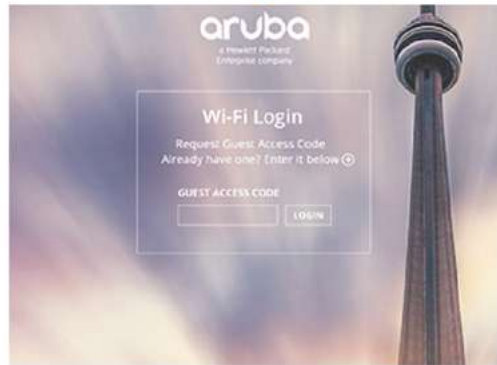 aruba
a Hewlett Packard
Enterprise company
Wi-Fi Login
Request Guest Access Code
Already have one? Enter it below
GUEST ACCESS CODE
LOGIN